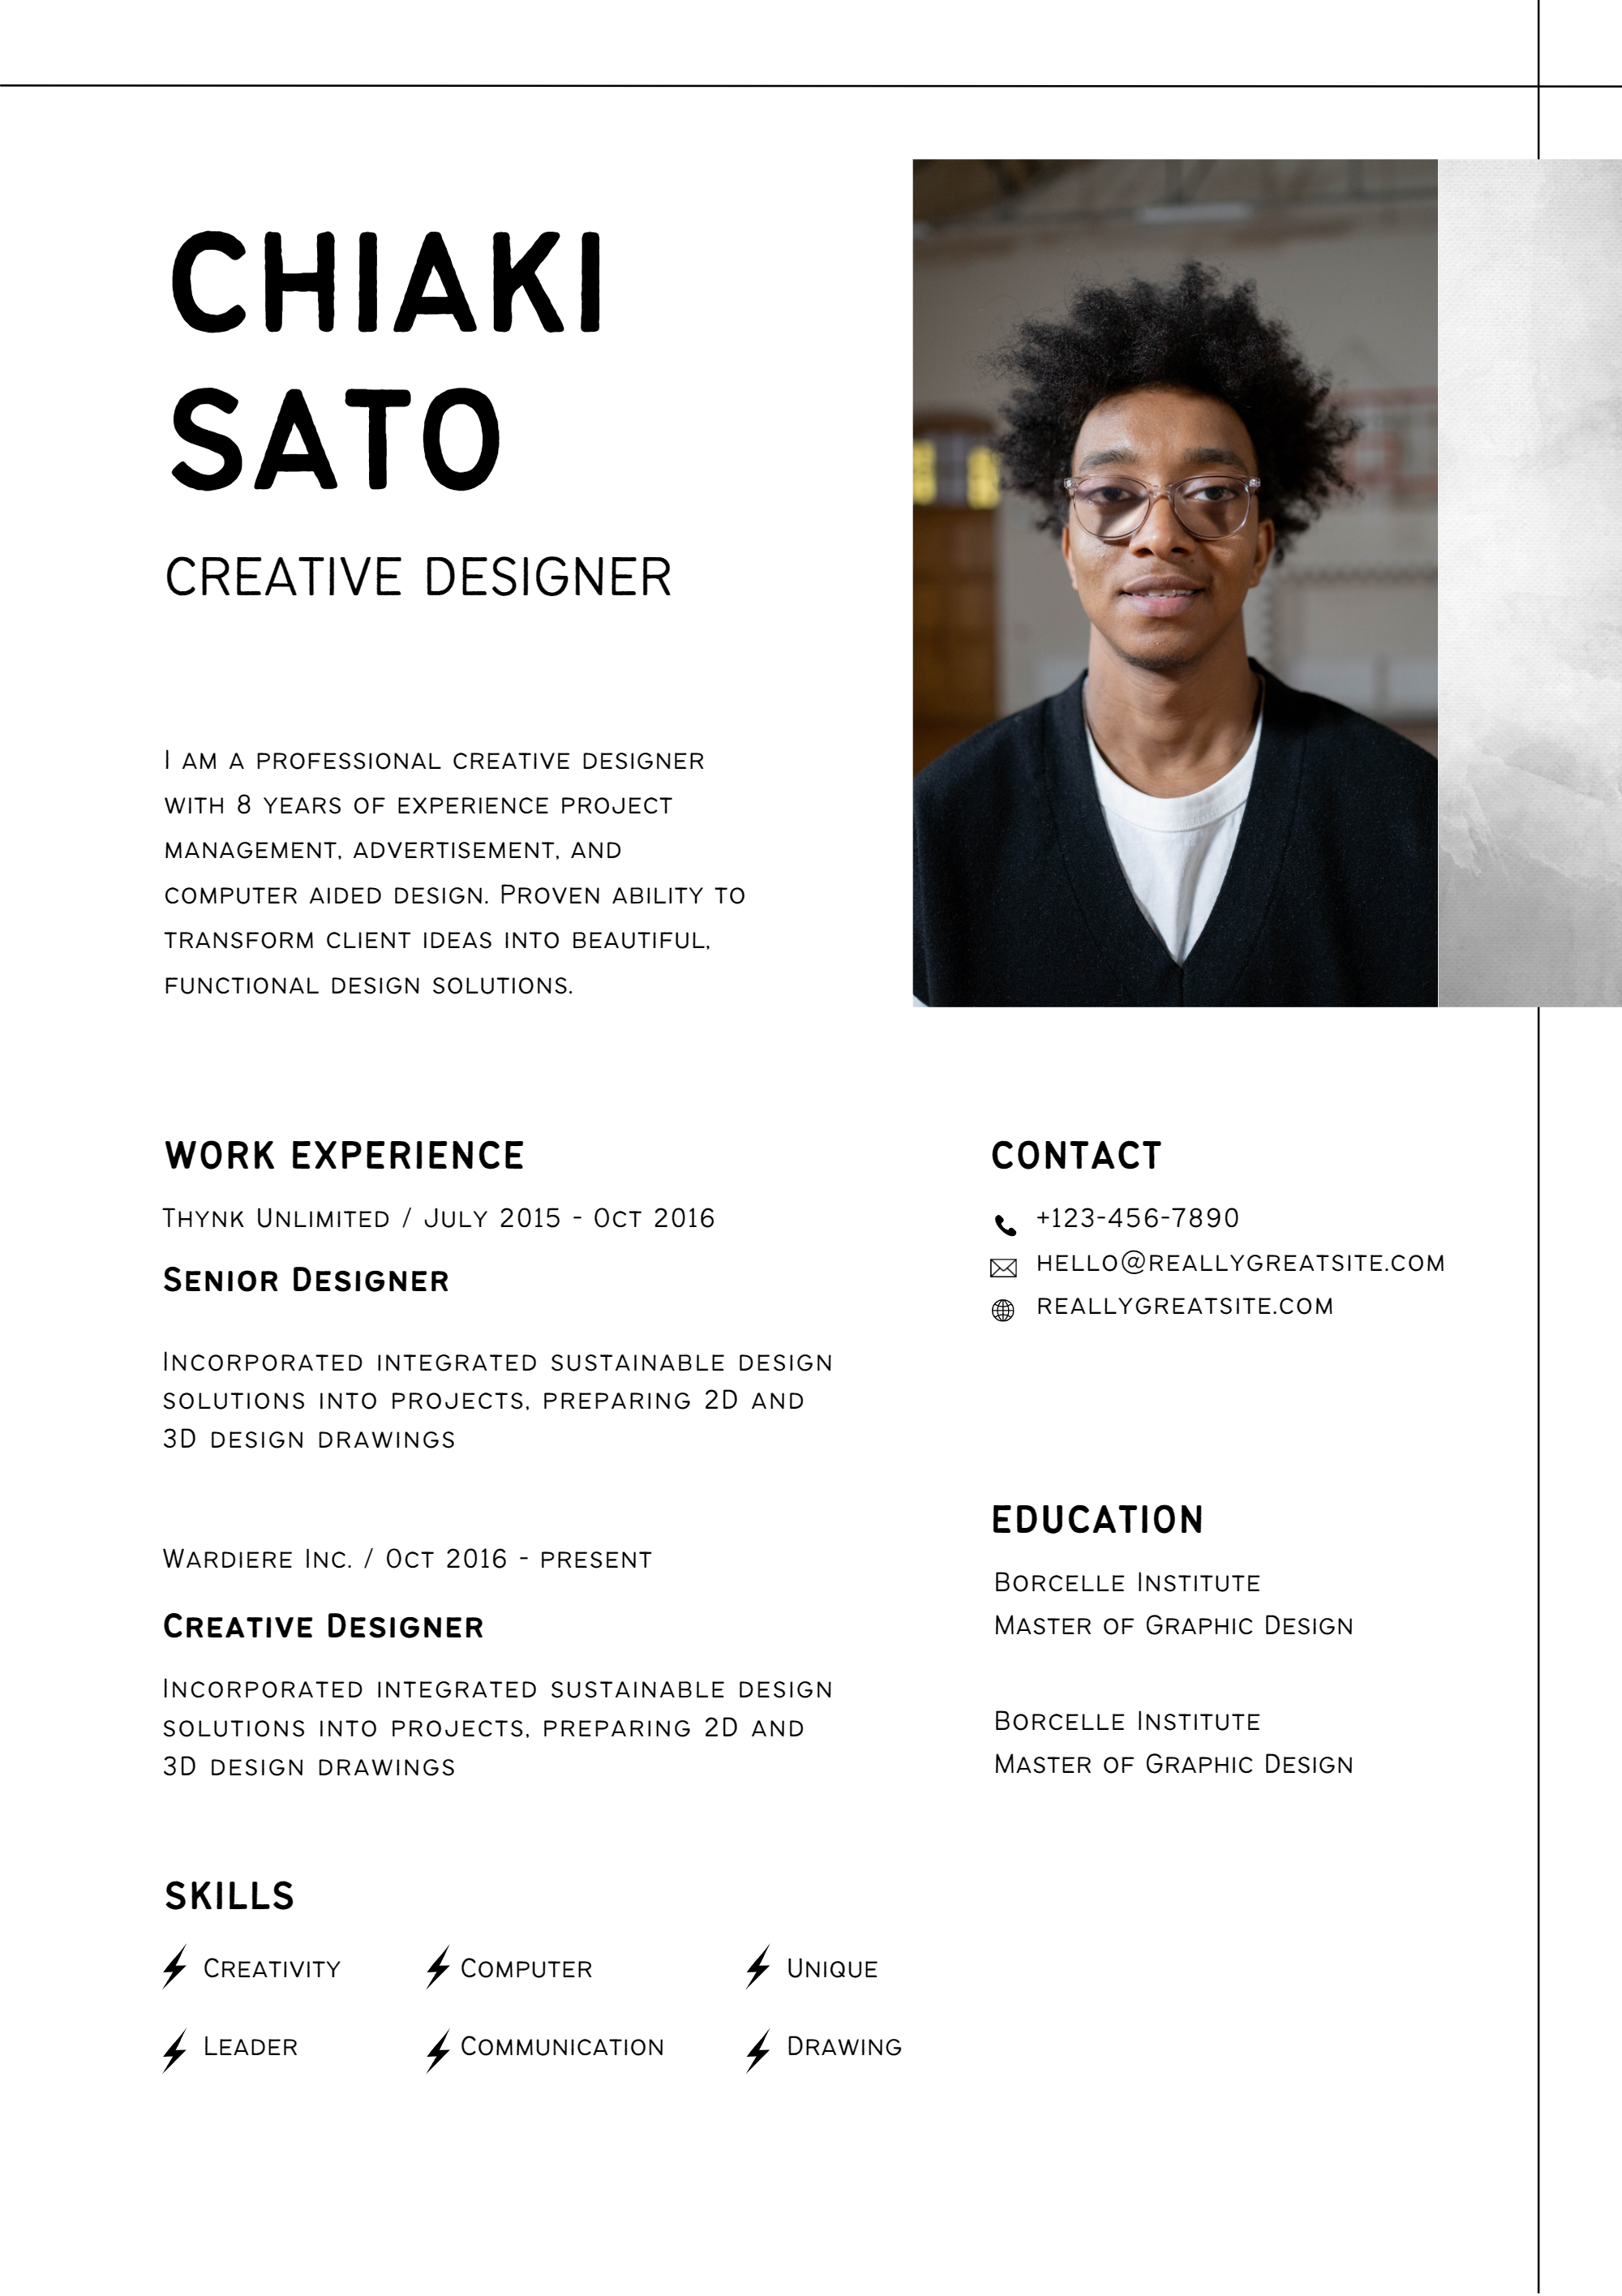 CHIAKI
SATO
CREATIVE DESIGNER
I am a professional creative designer
with 8 years of experience project
management, advertisement, and
computer aided design. Proven ability to
transform client ideas into beautiful,
functional design solutions.
WORK EXPERIENCE
Thynk Unlimited / July 2015 - Oct 2016
Senior Designer
Incorporated integrated sustainable design
solutions into projects, preparing 2D and
3D design drawings
Wardiere Inc. / Oct 2016 - present
Creative Designer
Incorporated integrated sustainable design
solutions into projects, preparing 2D and
3D design drawings
SKILLS
Creativity
Computer
Unique
Leader
Communication
Drawing
CONTACT
+123-456-7890
hello@reallygreatsite.com
reallygreatsite.com
EDUCATION
Borcelle Institute
Master of Graphic Design
Borcelle Institute
Master of Graphic Design